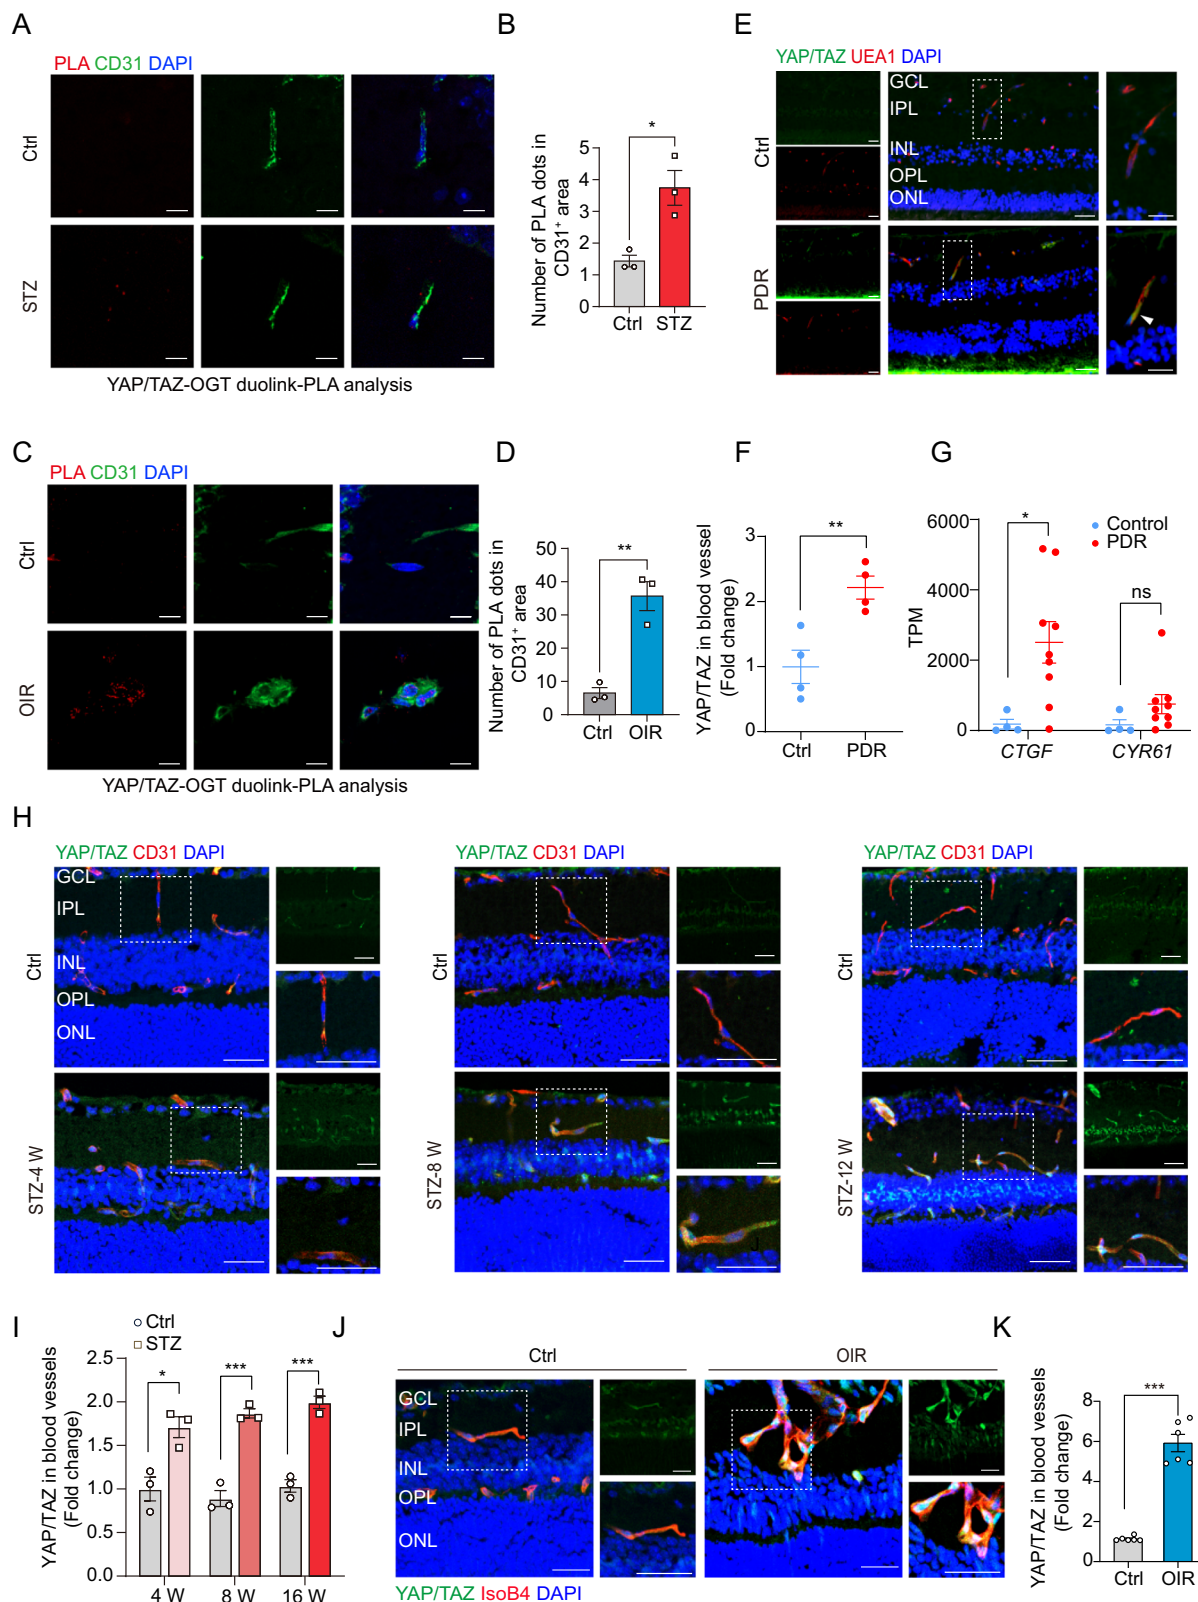 A
PLA CD31 DAPI
Ctrl
STZ
YAP/TAZ-OGT duolink-PLA analysis
B
Number of PLA dots in
CD31+ area
5
4
3
2
1
0
*
Ctrl STZ
E
YAP/TAZ UEA1 DAPI
Ctrl
PDR
GCL
IPL
INL
OPL
ONL
C
PLA CD31 DAPI
Ctrl
OIR
YAP/TAZ-OGT duolink-PLA analysis
D
Number of PLA dots in
CD31+ area
50
40
30
20
10
0
**
Ctrl OIR
F
YAP/TAZ in blood vessel
(Fold change)
3
2
1
0
**
Ctrl PDR
G
TPM
6000
4000
2000
0
*
ns
Control
PDR
CTGF CYR61
H
YAP/TAZ CD31 DAPI
GCL
IPL
INL
OPL
ONL
Ctrl
STZ-4 W
YAP/TAZ CD31 DAPI
Ctrl
STZ-8 W
YAP/TAZ CD31 DAPI
Ctrl
STZ-12 W
I
Ctrl
STZ
YAP/TAZ in blood vessels
(Fold change)
2.5
2.0
1.5
1.0
0.5
0.0
* *** ***
4 W 8 W 16 W
J
Ctrl OIR
GCL
IPL
INL
OPL
ONL
YAP/TAZ IsoB4 DAPI
K
YAP/TAZ in blood vessels
(Fold change)
8
6
4
2
0
***
Ctrl OIR